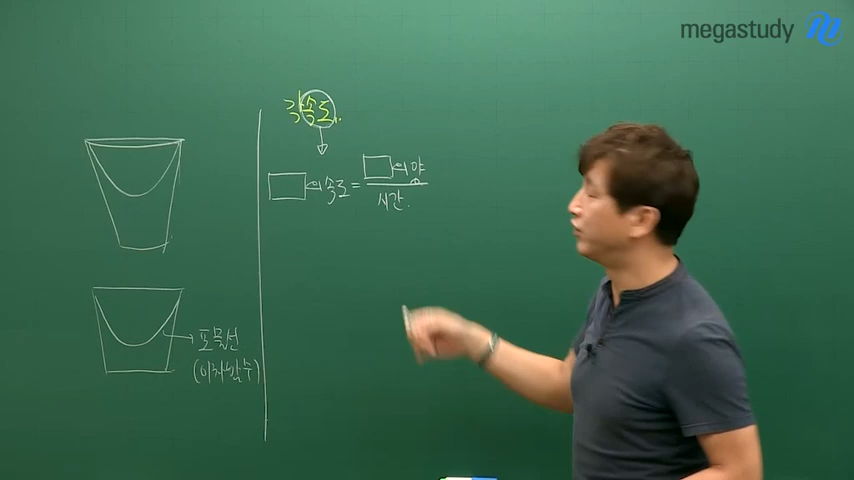 megastudy
각속도
□의 속도 = □의 양
시간
포물선
(이차함수)